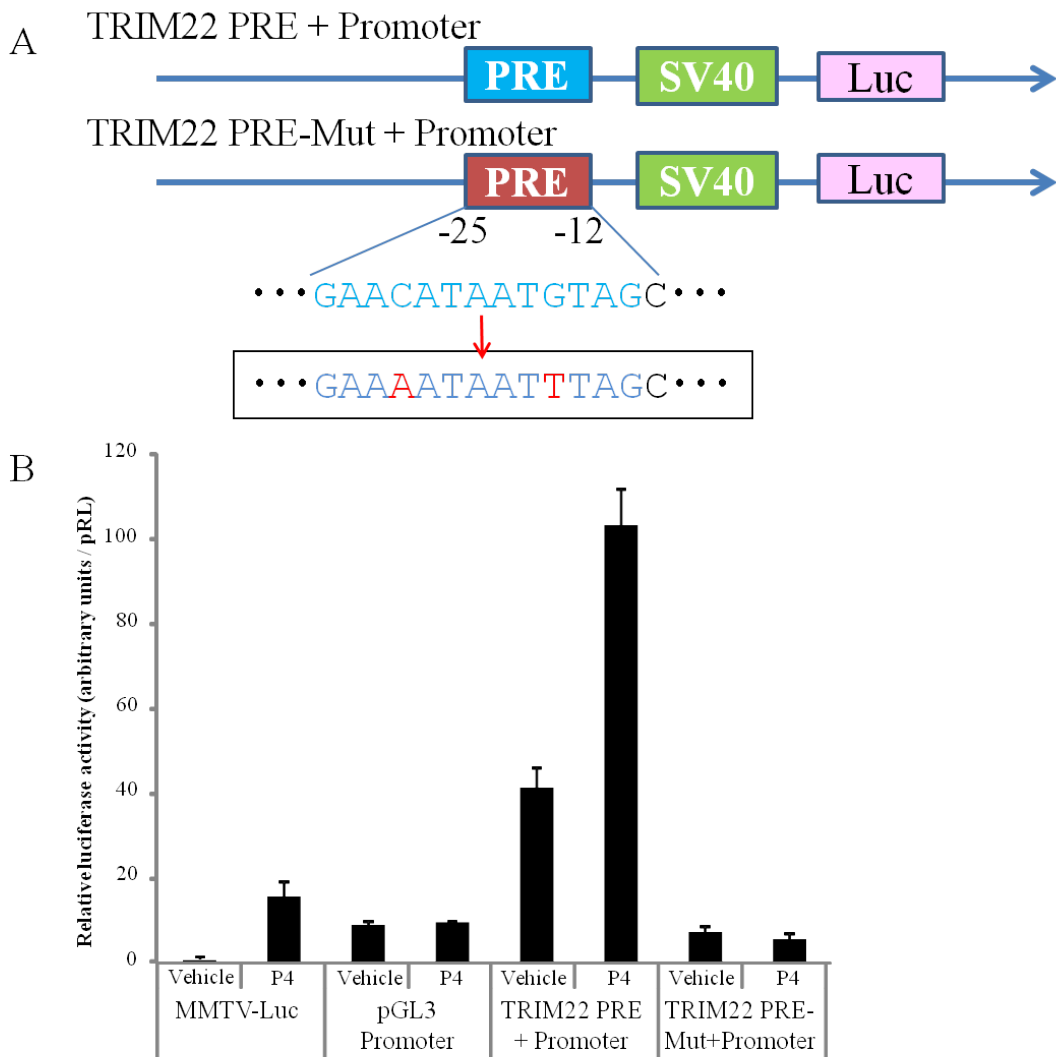 A
TRIM22 PRE + Promoter
PRE SV40 Luc
TRIM22 PRE-Mut + Promoter
PRE SV40 Luc
-25 -12
•••GAACATAATGTAGC•••
•••GAAAATAATTTAGC•••
B
Relative luciferase activity (arbitrary units / pRL)
120
100
80
60
40
20
0
Vehicle P4 Vehicle P4 Vehicle P4 Vehicle P4
MMTV-Luc
pGL3
Promoter
TRIM22 PRE
+ Promoter
TRIM22 PRE-
Mut+Promoter